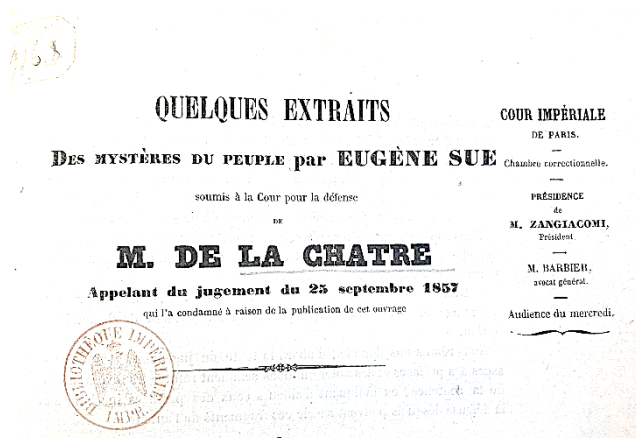 QUELQUES EXTRAITS
DES MYSTÈRES DU PEUPLE par EUGÈNE SUE
soumis à la Cour pour la défense
DE
M. DE LA CHATRE
Appelant du jugement du 25 septembre 1857
qui l'a condamné à raison de la publication de cet ouvrage
COUR IMPÉRIALE
DE PARIS.
Chambre correctionnelle.
PRÉSIDENCE
de
M. ZANGIACOMI,
Président
M. BARBIER,
avocat général.
Audience du mercredi.
BIBLIOTHÈQUE IMPÉRIALE
IMPR.